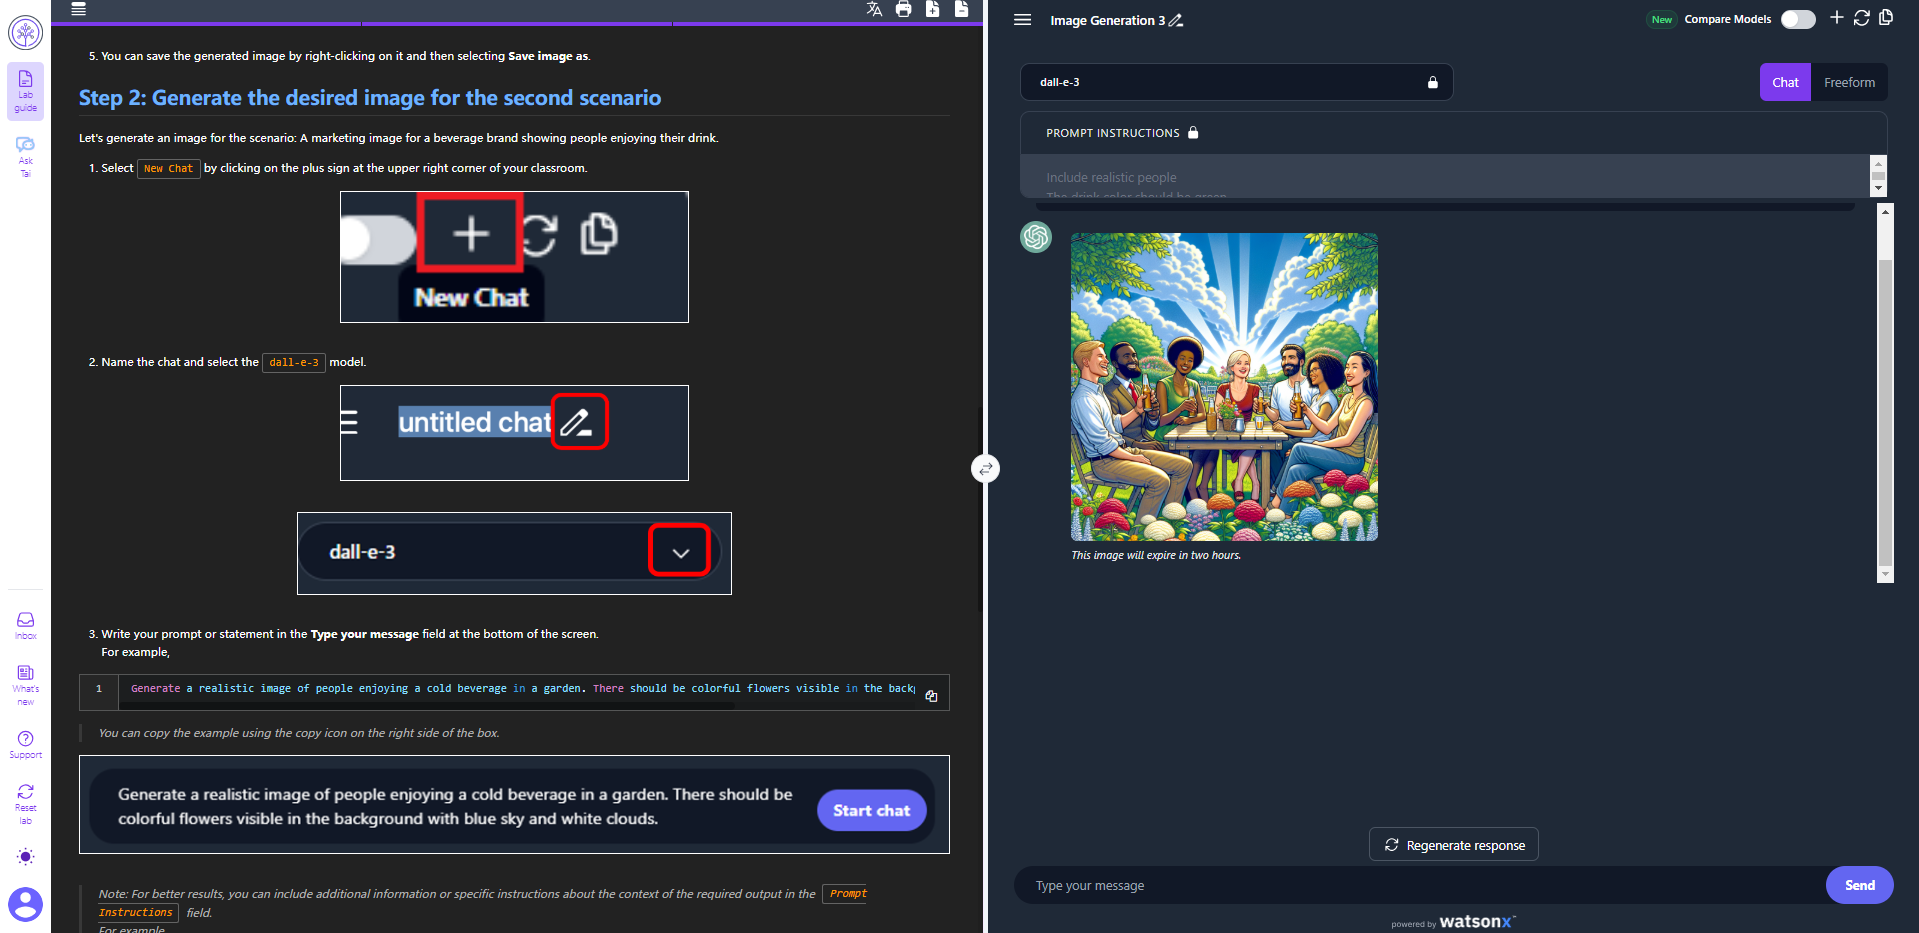 Lab
guide
Ask
Tai
Inbox
What's
new
Support
Reset
lab
5. You can save the generated image by right-clicking on it and then selecting Save image as.
Step 2: Generate the desired image for the second scenario
Let's generate an image for the scenario: A marketing image for a beverage brand showing people enjoying their drink.
1. Select New Chat by clicking on the plus sign at the upper right corner of your classroom.
New Chat
2. Name the chat and select the dall-e-3 model.
untitled chat
dall-e-3
3. Write your prompt or statement in the Type your message field at the bottom of the screen.
For example,
1 Generate a realistic image of people enjoying a cold beverage in a garden. There should be colorful flowers visible in the
You can copy the example using the copy icon on the right side of the box.
Generate a realistic image of people enjoying a cold beverage in a garden. There should be
colorful flowers visible in the background with blue sky and white clouds.
Start chat
Note: For better results, you can include additional information or specific instructions about the context of the required output in the Prompt
Instructions field.
For example
Image Generation 3
New Compare Models
dall-e-3
Chat Freeform
PROMPT INSTRUCTIONS
Include realistic people
The drink color should be green
This image will expire in two hours.
Regenerate response
Type your message
Send
powered by watsonx